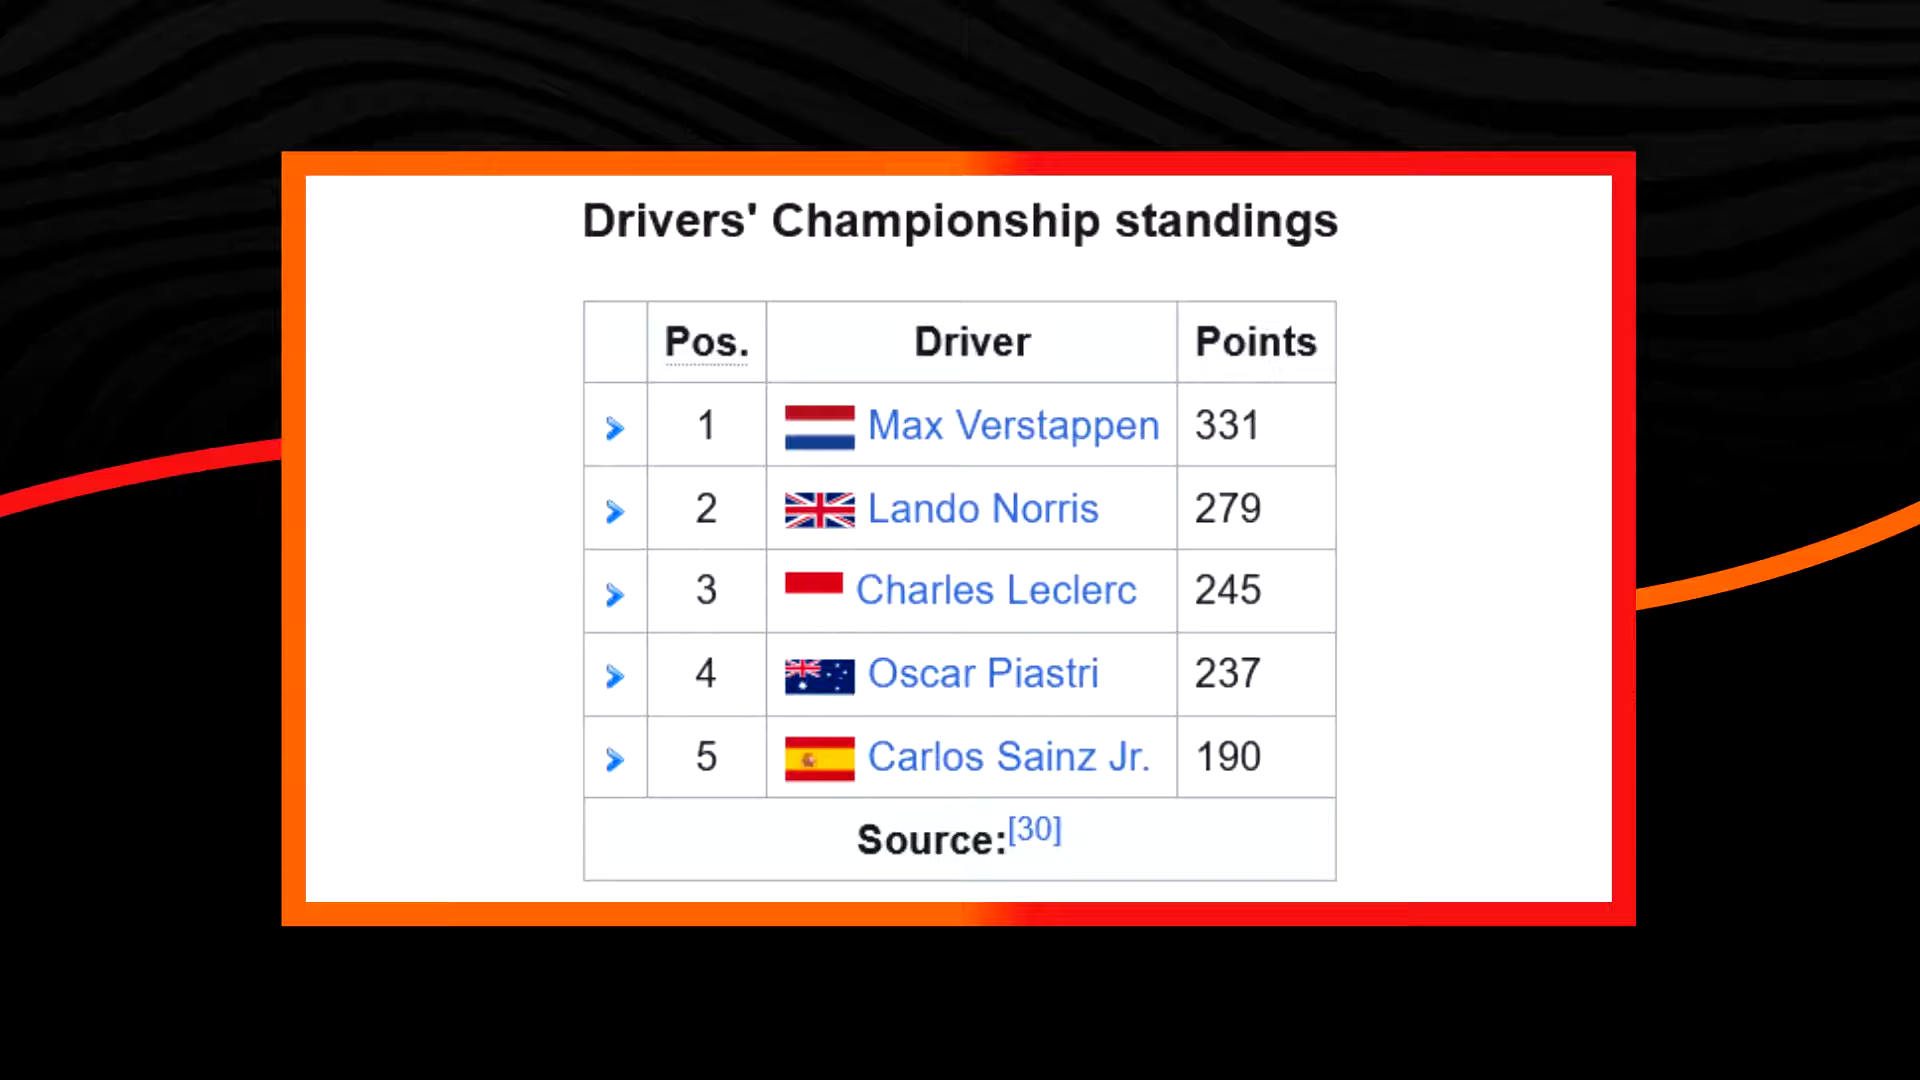 Drivers' Championship standings
Pos. Driver Points
1 Max Verstappen 331
2 Lando Norris 279
3 Charles Leclerc 245
4 Oscar Piastri 237
5 Carlos Sainz Jr. 190
Source:[30]